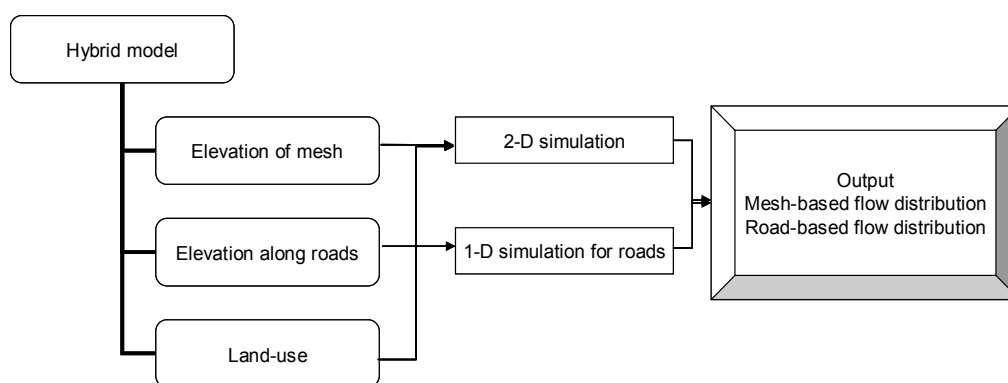 Hybrid model
Elevation of mesh
2-D simulation
Elevation along roads
1-D simulation for roads
Land-use
Output
Mesh-based flow distribution
Road-based flow distribution